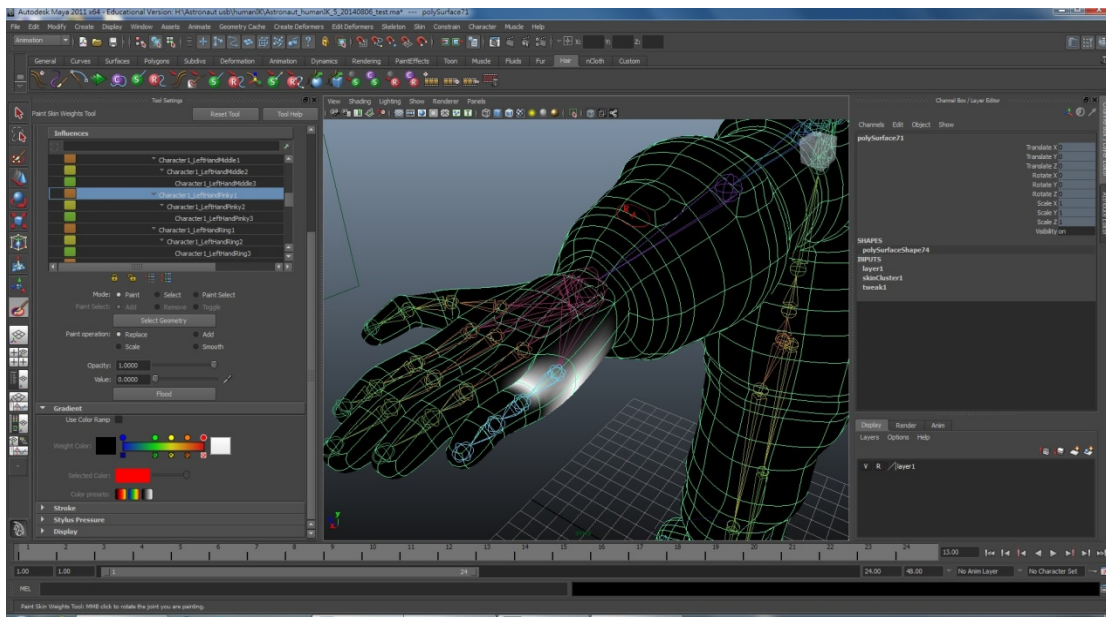 Autodesk Maya 2011 x64 - Educational Version: H:\Astronaut usb\humanIK\Astronaut_humanIK_5_20140806_test.ma* --- polySurface71
File Edit Modify Create Display Window Assets Animate Geometry Cache Create Deformers Edit Deformers Skeleton Skin Constrain Character Muscle Help
Animation X: Y: Z:
General Curves Surfaces Polygons Subdivs Deformation Animation Dynamics Rendering PaintEffects Toon Muscle Fluids Fur Hair nCloth Custom
Tool Settings
Paint Skin Weights Tool Reset Tool Tool Help
Influences
Character1_LeftHandMiddle1
Character1_LeftHandMiddle2
Character1_LeftHandMiddle3
Character1_LeftHandPinky1
Character1_LeftHandPinky2
Character1_LeftHandPinky3
Character1_LeftHandRing1
Character1_LeftHandRing2
Character1_LeftHandRing3
Mode: Paint Select Paint Select
Paint Select: Add Remove Toggle
Select Geometry
Paint operation: Replace Add
Scale Smooth
Opacity: 1.0000
Value: 0.0000
Flood
Gradient
Use Color Ramp
Weight Color:
Selected Color:
Color presets:
Stroke
Stylus Pressure
Display
View Shading Lighting Show Renderer Panels
Channel Box / Layer Editor
Channels Edit Object Show
polySurface71
Translate X 0
Translate Y 0
Translate Z 0
Rotate X 0
Rotate Y 0
Rotate Z 0
Scale X 1
Scale Y 1
Scale Z 1
Visibility on
SHAPES
polySurfaceShape74
INPUTS
layer1
skinCluster1
tweak1
Display Render Anim
Layers Options Help
V R layer1
1 2 3 4 5 6 7 8 9 10 11 12 13 14 15 16 17 18 19 20 21 22 23 24 13.00
1.00 1.00 1 24 24.00 48.00 No Anim Layer No Character Set
MEL
Paint Skin Weights Tool: MMB click to rotate the joint you are painting.